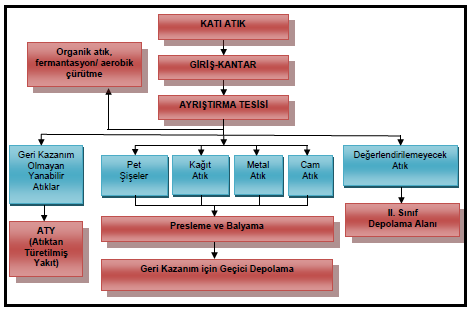 KATI ATIK
Organik atık,
fermantasyon/ aerobik
çürütme
GİRİŞ-KANTAR
AYRIŞTIRMA TESİSİ
Geri Kazanım
Olmayan
Yanabilir
Atıklar
Pet
Şişeler
Kağıt
Atık
Metal
Atık
Cam
Atık
Değerlendirilemeyecek
Atık
ATY
(Atıktan
Türetilmiş
Yakıt)
Presleme ve Balyama
II. Sınıf
Depolama Alanı
Geri Kazanım için Geçici Depolama